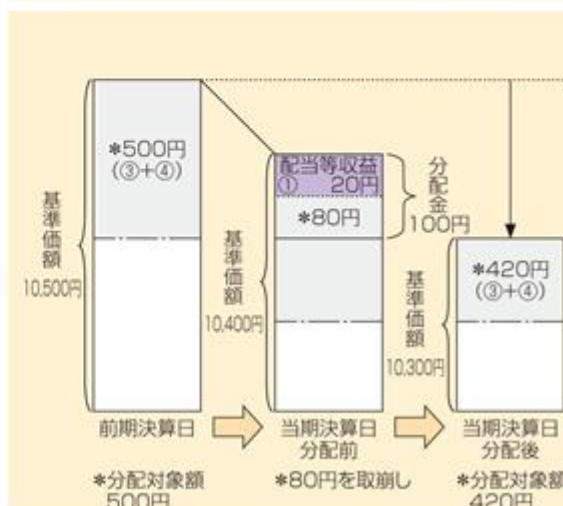 *500円
(③+④)
基準価額
10,500円
前期決算日
*分配対象額
500円
配当等収益
① 20円
*80円
分配金
100円
基準価額
10,400円
当期決算日
分配前
*80円を取崩し
*420円
(③+④)
基準価額
10,300円
当期決算日
分配後
*分配対象額
420円